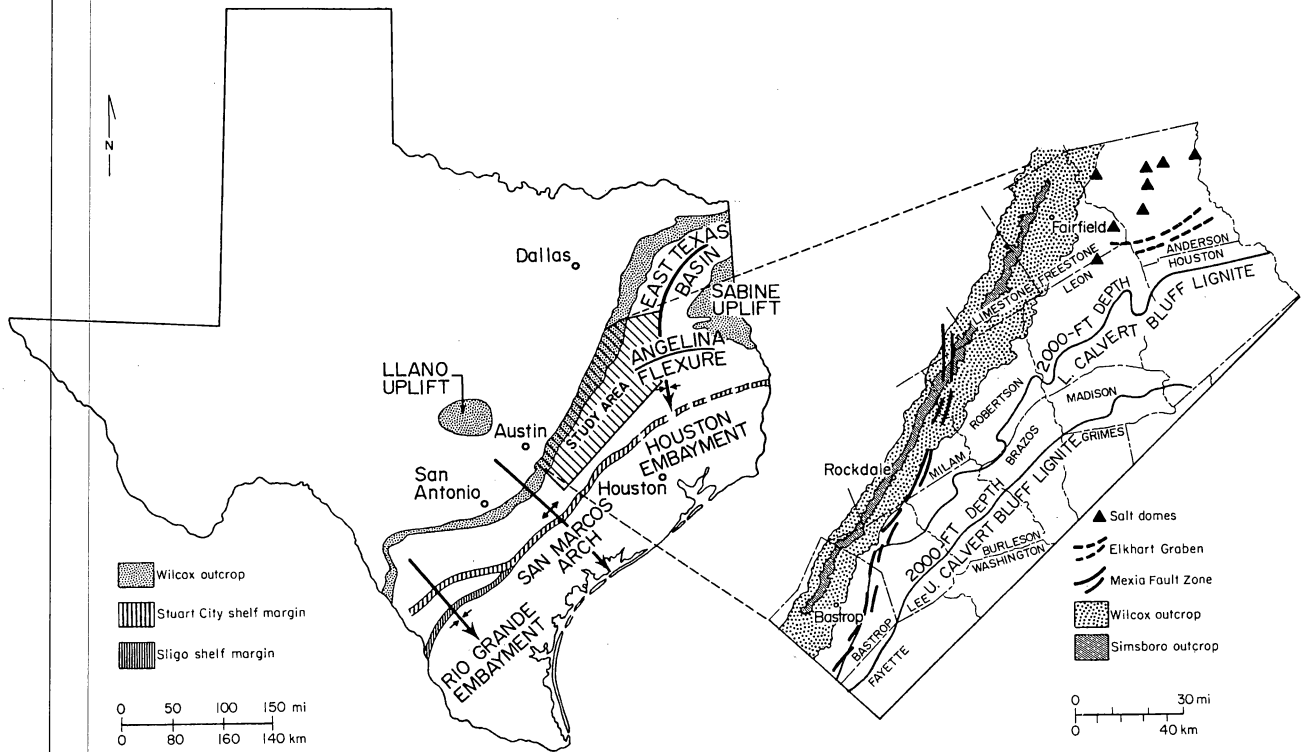 N
Dallas
EAST TEXAS
BASIN
SABINE
UPLIFT
ANGELINA
FLEXURE
LLANO
UPLIFT
STUDY AREA
Austin
HOUSTON
EMBAYMENT
San
Antonio
Houston
SAN MARCOS
ARCH
RIO GRANDE
EMBAYMENT
Wilcox outcrop
Stuart City shelf margin
Sligo shelf margin
0 50 100 150 mi
0 80 160 140 km
Fairfield
ANDERSON
HOUSTON
FREESTONE
LIMESTONE
LEON
2000-FT DEPTH
L. CALVERT BLUFF LIGNITE
ROBERTSON
MADISON
BRAZOS
GRIMES
Rockdale
MILAM
2000-FT DEPTH
U. CALVERT BLUFF LIGNITE
BURLESON
WASHINGTON
LEE
Bastrop
BASTROP
FAYETTE
Salt domes
Elkhart Graben
Mexia Fault Zone
Wilcox outcrop
Simsboro outcrop
0 30 mi
0 40 km